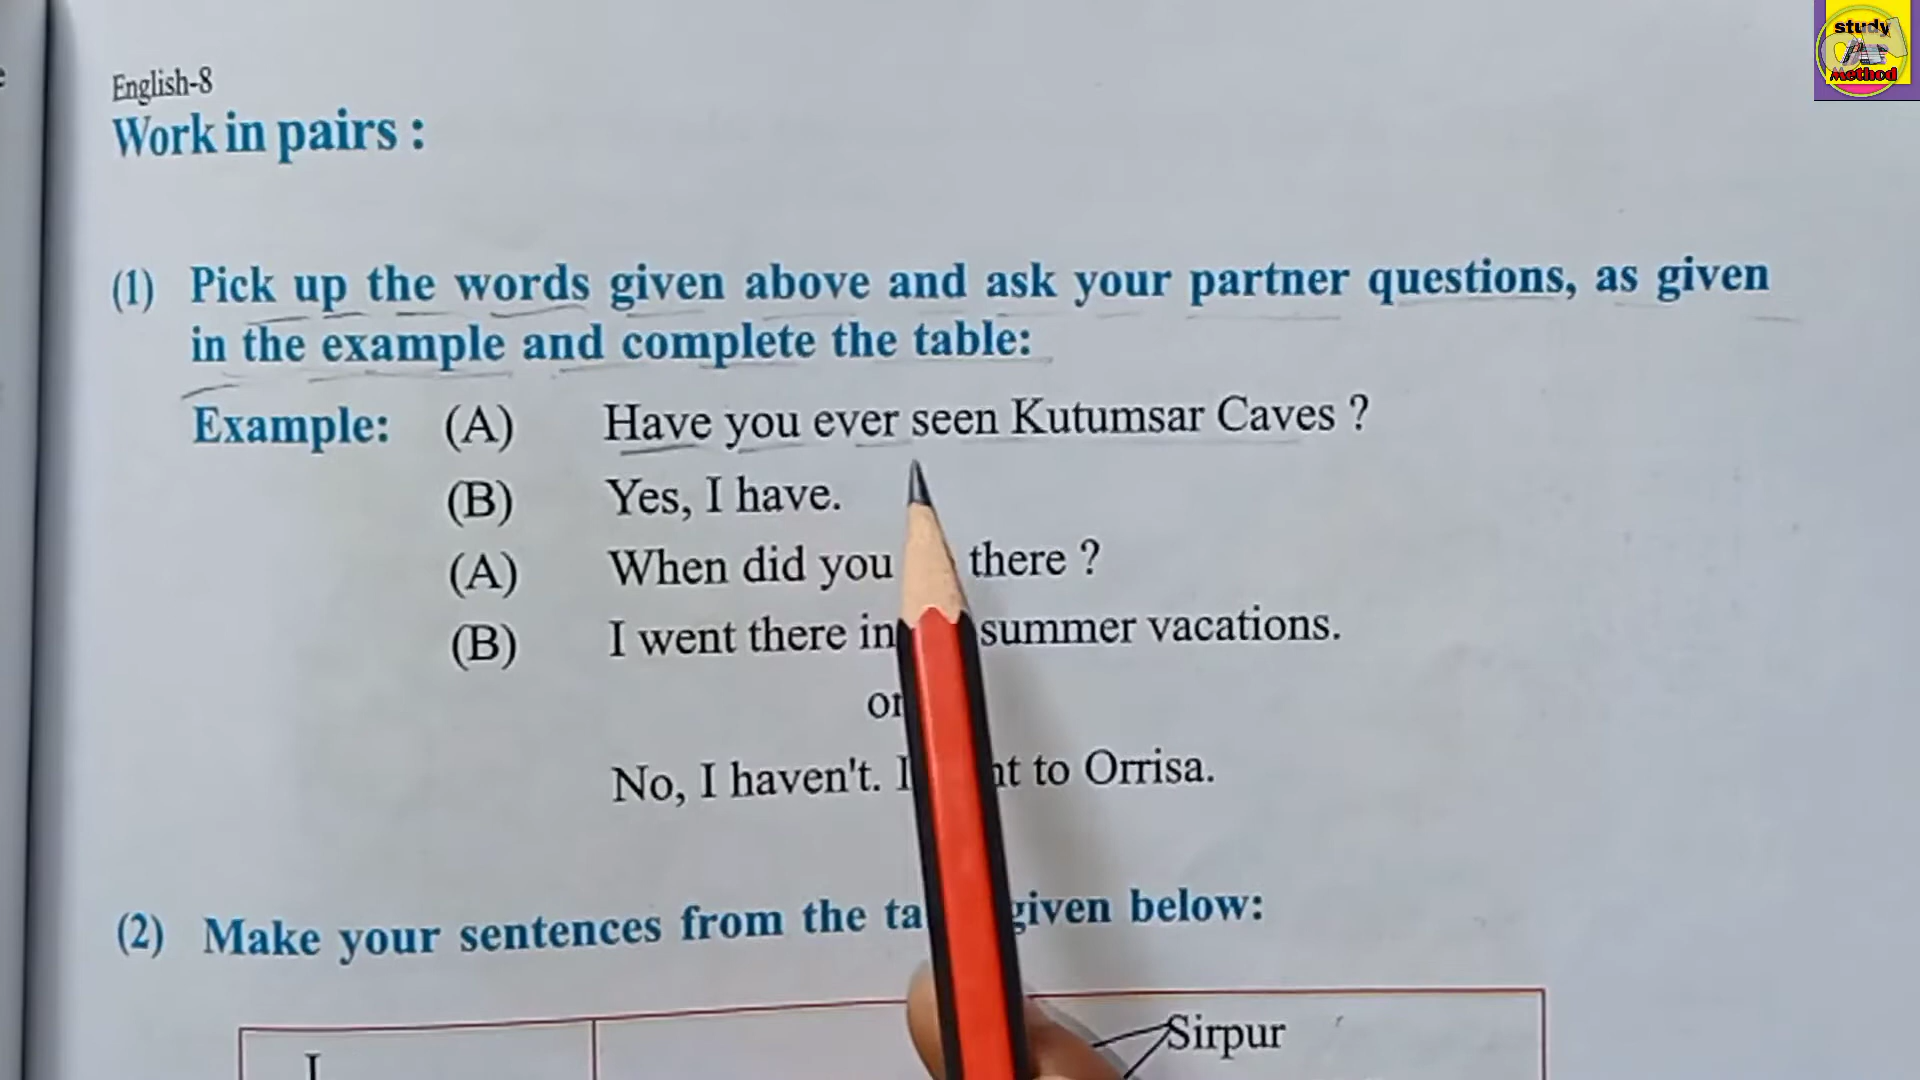 study
Method
English-8
Work in pairs :
(1) Pick up the words given above and ask your partner questions, as given
in the example and complete the table:
Example: (A) Have you ever seen Kutumsar Caves ?
(B) Yes, I have.
(A) When did you there ?
(B) I went there in summer vacations.
or
No, I haven't. I to Orrisa.
(2) Make your sentences from the given below:
I
Sirpur